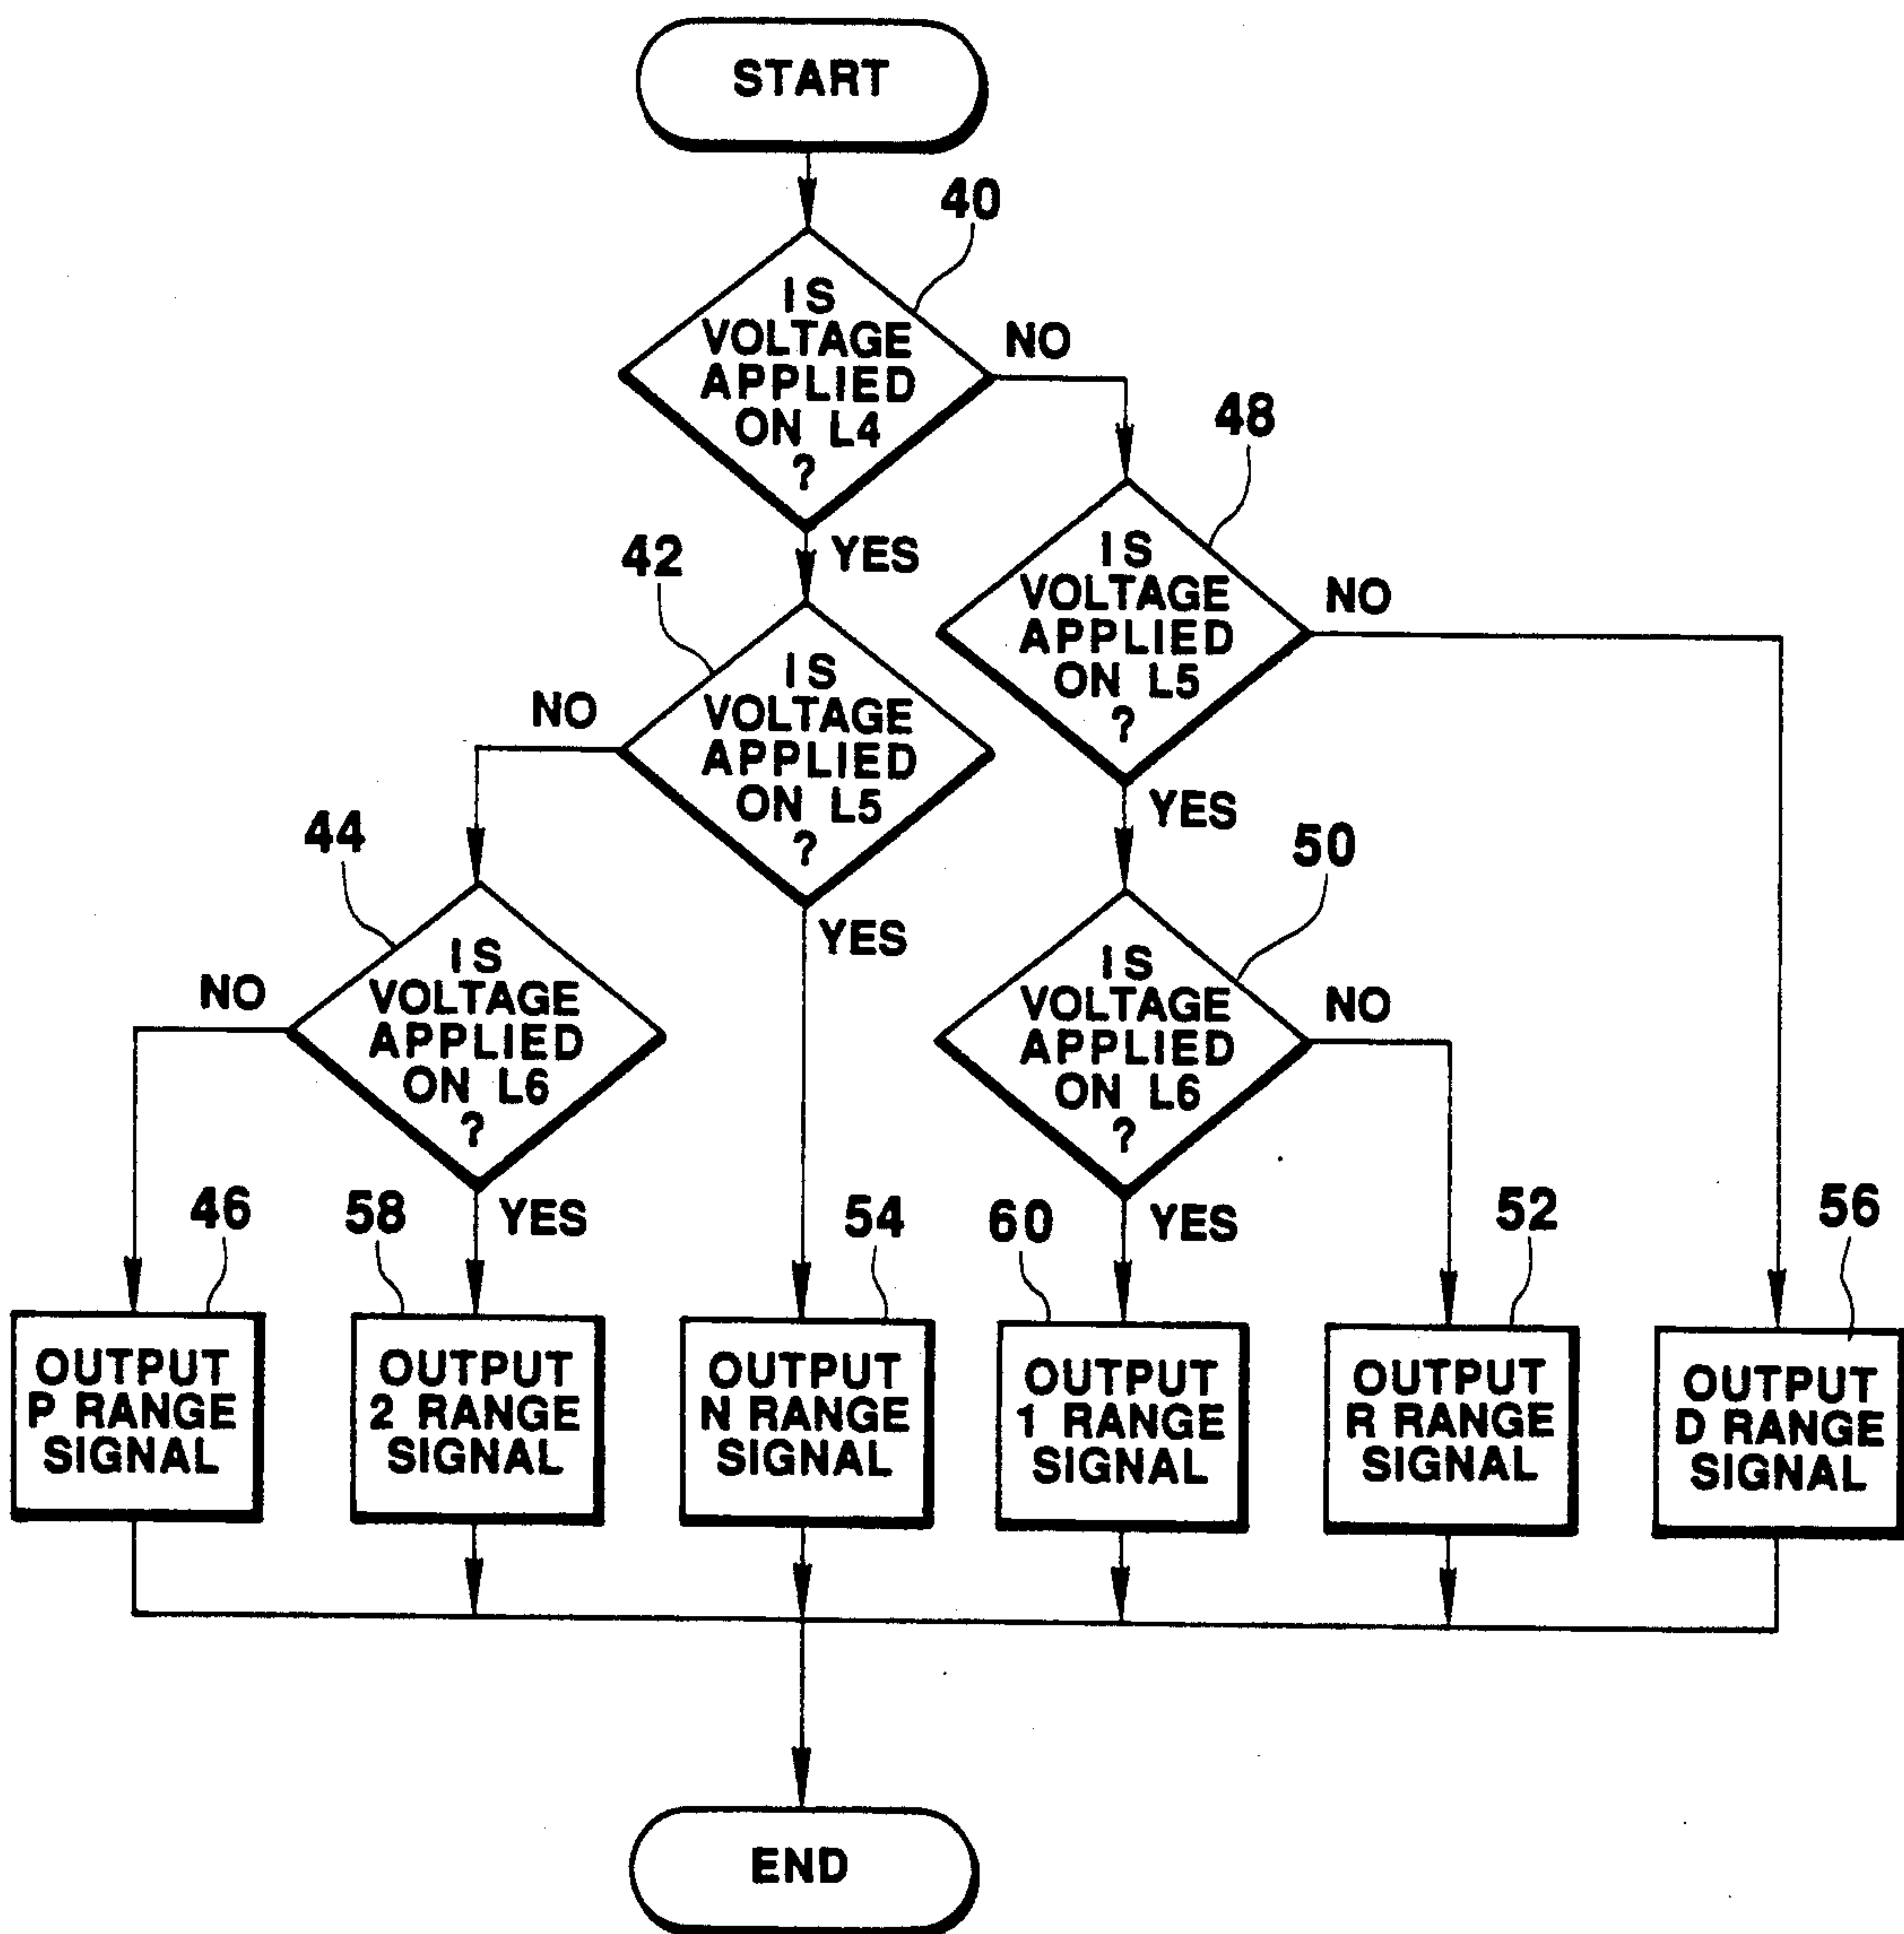 START
40
IS
VOLTAGE
APPLIED
ON L4
?
NO
YES
48
IS
VOLTAGE
APPLIED
ON L5
?
NO
YES
42
IS
VOLTAGE
APPLIED
ON L5
?
NO
YES
44
IS
VOLTAGE
APPLIED
ON L6
?
NO
YES
50
IS
VOLTAGE
APPLIED
ON L6
?
NO
YES
46
OUTPUT
P RANGE
SIGNAL
58
OUTPUT
2 RANGE
SIGNAL
54
OUTPUT
N RANGE
SIGNAL
60
OUTPUT
1 RANGE
SIGNAL
52
OUTPUT
R RANGE
SIGNAL
56
OUTPUT
D RANGE
SIGNAL
END